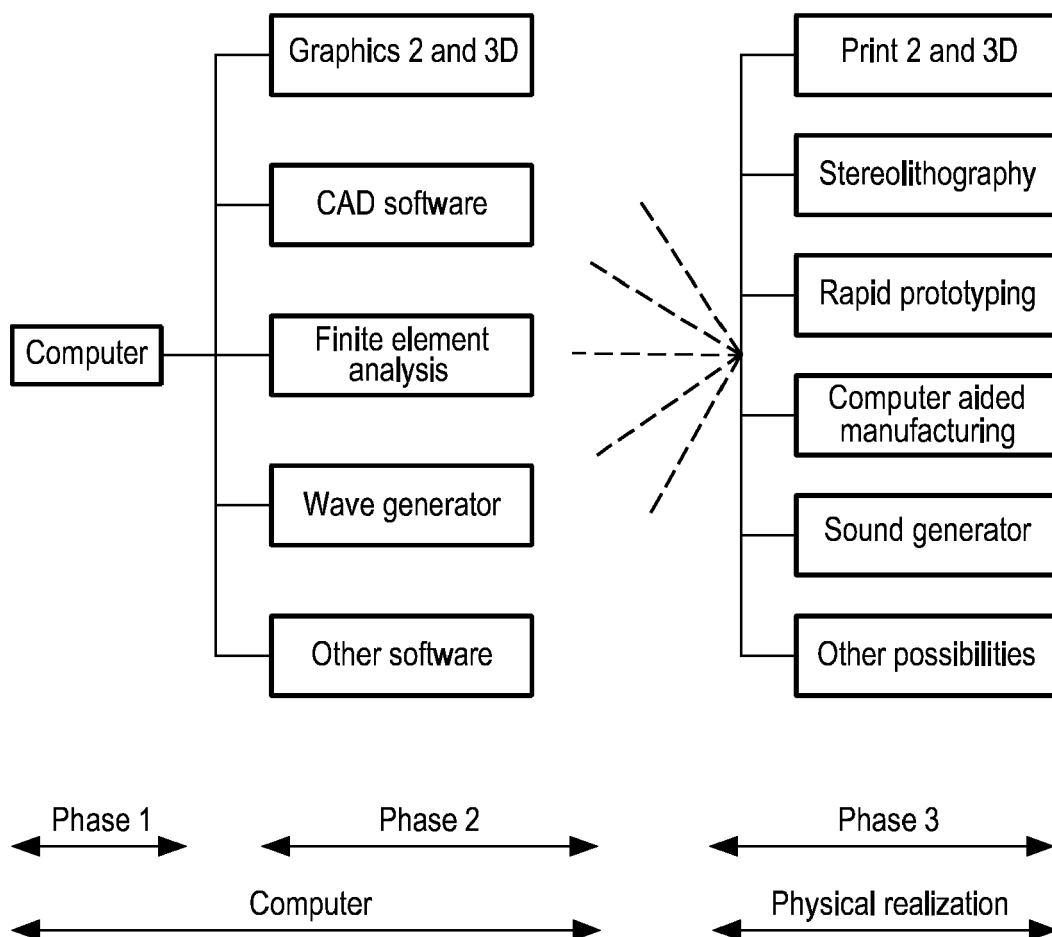 Graphics 2 and 3D
CAD software
Computer
Finite element
analysis
Wave generator
Other software
Print 2 and 3D
Stereolithography
Rapid prototyping
Computer aided
manufacturing
Sound generator
Other possibilities
Phase 1
Phase 2
Phase 3
Computer
Physical realization